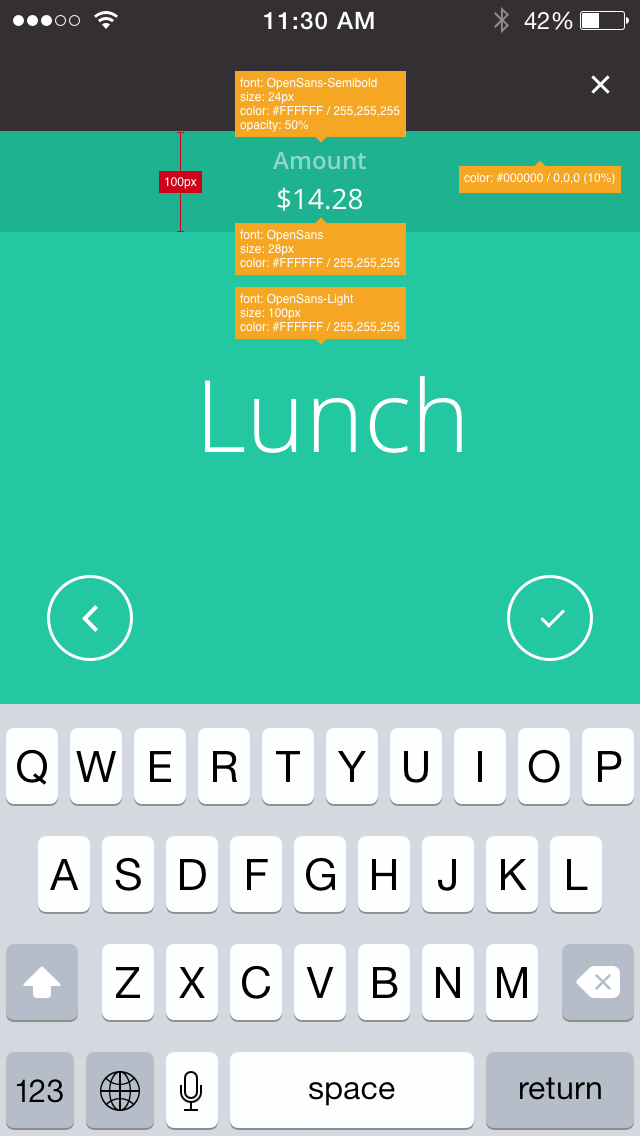 11:30 AM 42%
font: OpenSans-Semibold
size: 24px
color: #FFFFFF / 255,255,255
opacity: 50%
Amount
100px
color: #000000 / 0,0,0 (10%)
$14.28
font: OpenSans
size: 28px
color: #FFFFFF / 255,255,255
font: OpenSans-Light
size: 100px
color: #FFFFFF / 255,255,255
Lunch
Q W E R T Y U I O P
A S D F G H J K L
Z X C V B N M
123 space return